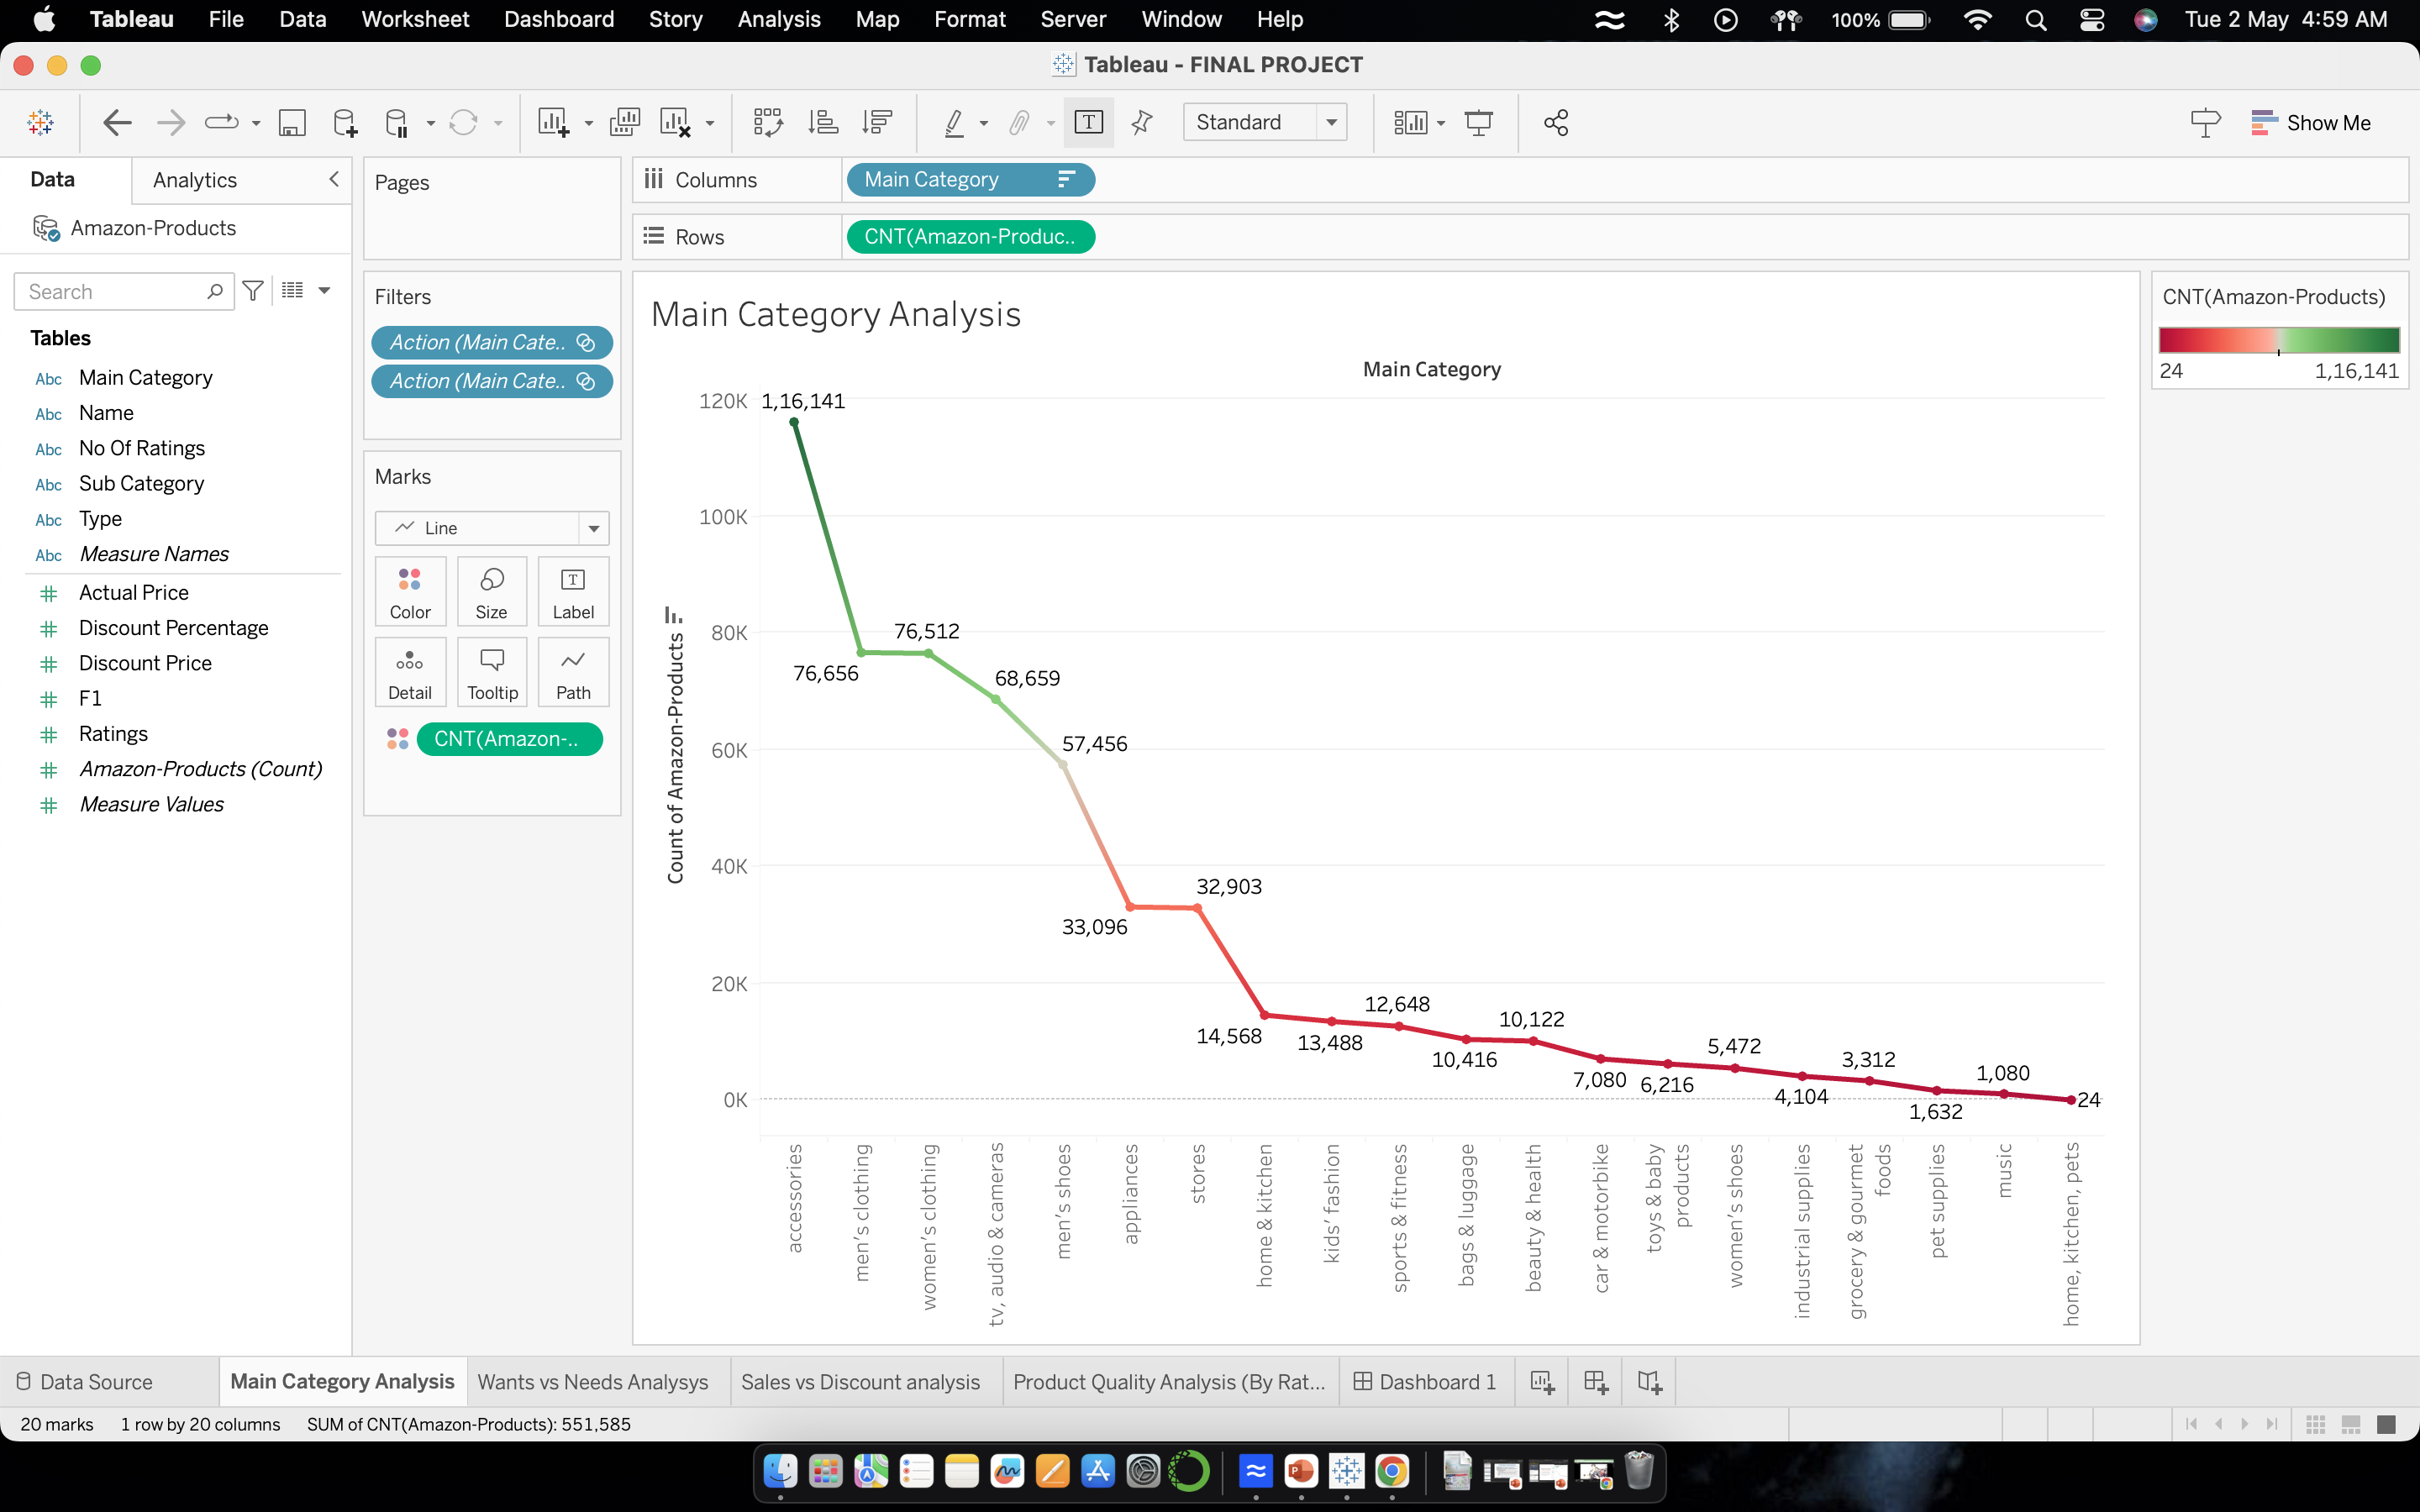 Tableau File Data Worksheet Dashboard Story Analysis Map Format Server Window Help 100% Tue 2 May 4:59 AM
Tableau - FINAL PROJECT
T Standard Show Me
Data Analytics
Amazon-Products
Search
Tables
Abc Main Category
Abc Name
Abc No Of Ratings
Abc Sub Category
Abc Type
Abc Measure Names
# Actual Price
# Discount Percentage
# Discount Price
# F1
# Ratings
# Amazon-Products (Count)
# Measure Values
Pages
Filters
Action (Main Cate..
Action (Main Cate..
Marks
Line
Color Size T Label
Detail Tooltip Path
CNT(Amazon-..
Columns Main Category
Rows CNT(Amazon-Produc..
Main Category Analysis
Main Category
Count of Amazon-Products
120K
100K
80K
60K
40K
20K
0K
1,16,141
76,656
76,512
68,659
57,456
33,096
32,903
14,568
13,488
12,648
10,416
10,122
7,080
6,216
5,472
4,104
3,312
1,632
1,080
24
accessories
men's clothing
women's clothing
tv, audio & cameras
men's shoes
appliances
stores
home & kitchen
kids' fashion
sports & fitness
bags & luggage
beauty & health
car & motorbike
toys & baby
products
women's shoes
industrial supplies
grocery & gourmet
foods
pet supplies
music
home, kitchen, pets
CNT(Amazon-Products)
24 1,16,141
Data Source Main Category Analysis Wants vs Needs Analysys Sales vs Discount analysis Product Quality Analysis (By Rat... Dashboard 1
20 marks 1 row by 20 columns SUM of CNT(Amazon-Products): 551,585